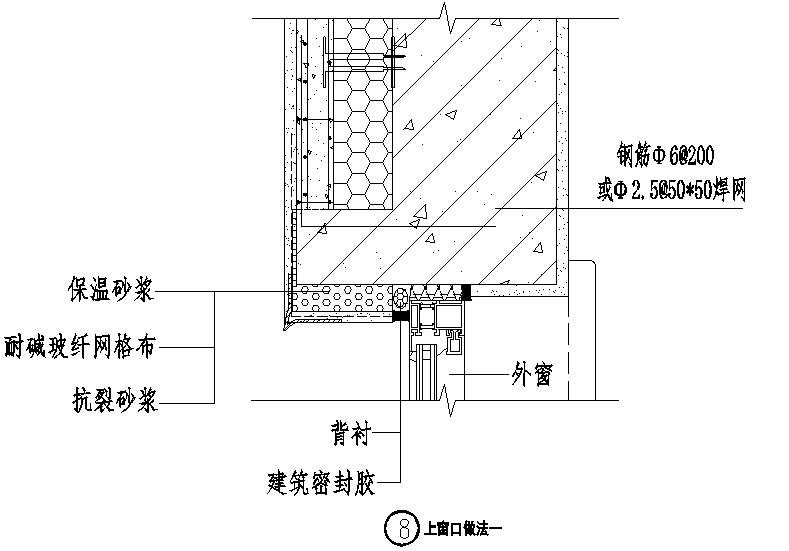 钢筋Φ6@200
或Φ2.5@50*50焊网
保温砂浆
耐碱玻纤网格布
抗裂砂浆
外窗
背衬
建筑密封胶
8 上窗口做法一